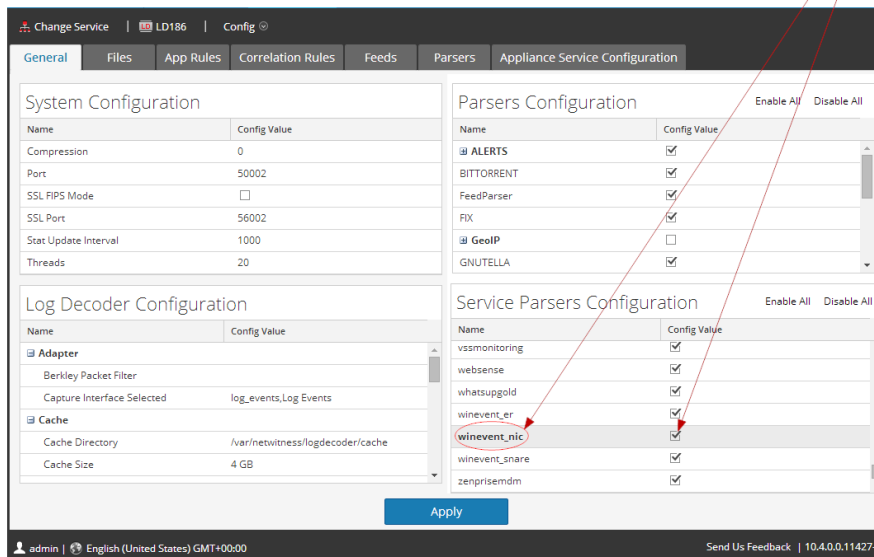 Change Service | LD LD186 | Config
General Files App Rules Correlation Rules Feeds Parsers Appliance Service Configuration
System Configuration
Name Config Value
Compression 0
Port 50002
SSL FIPS Mode
SSL Port 56002
Stat Update Interval 1000
Threads 20
Parsers Configuration Enable All Disable All
Name Config Value
ALERTS
BITTORRENT
FeedParser
FIX
GeoIP
GNUTELLA
Log Decoder Configuration
Name Config Value
Adapter
Berkley Packet Filter
Capture Interface Selected log_events,Log Events
Cache
Cache Directory /var/netwitness/logdecoder/cache
Cache Size 4 GB
Service Parsers Configuration Enable All Disable All
Name Config Value
vssmonitoring
websense
whatsupgold
winevent_er
winevent_nic
winevent_snare
zenprisemdm
Apply
admin | English (United States) GMT+00:00 Send Us Feedback | 10.4.0.0.11427-